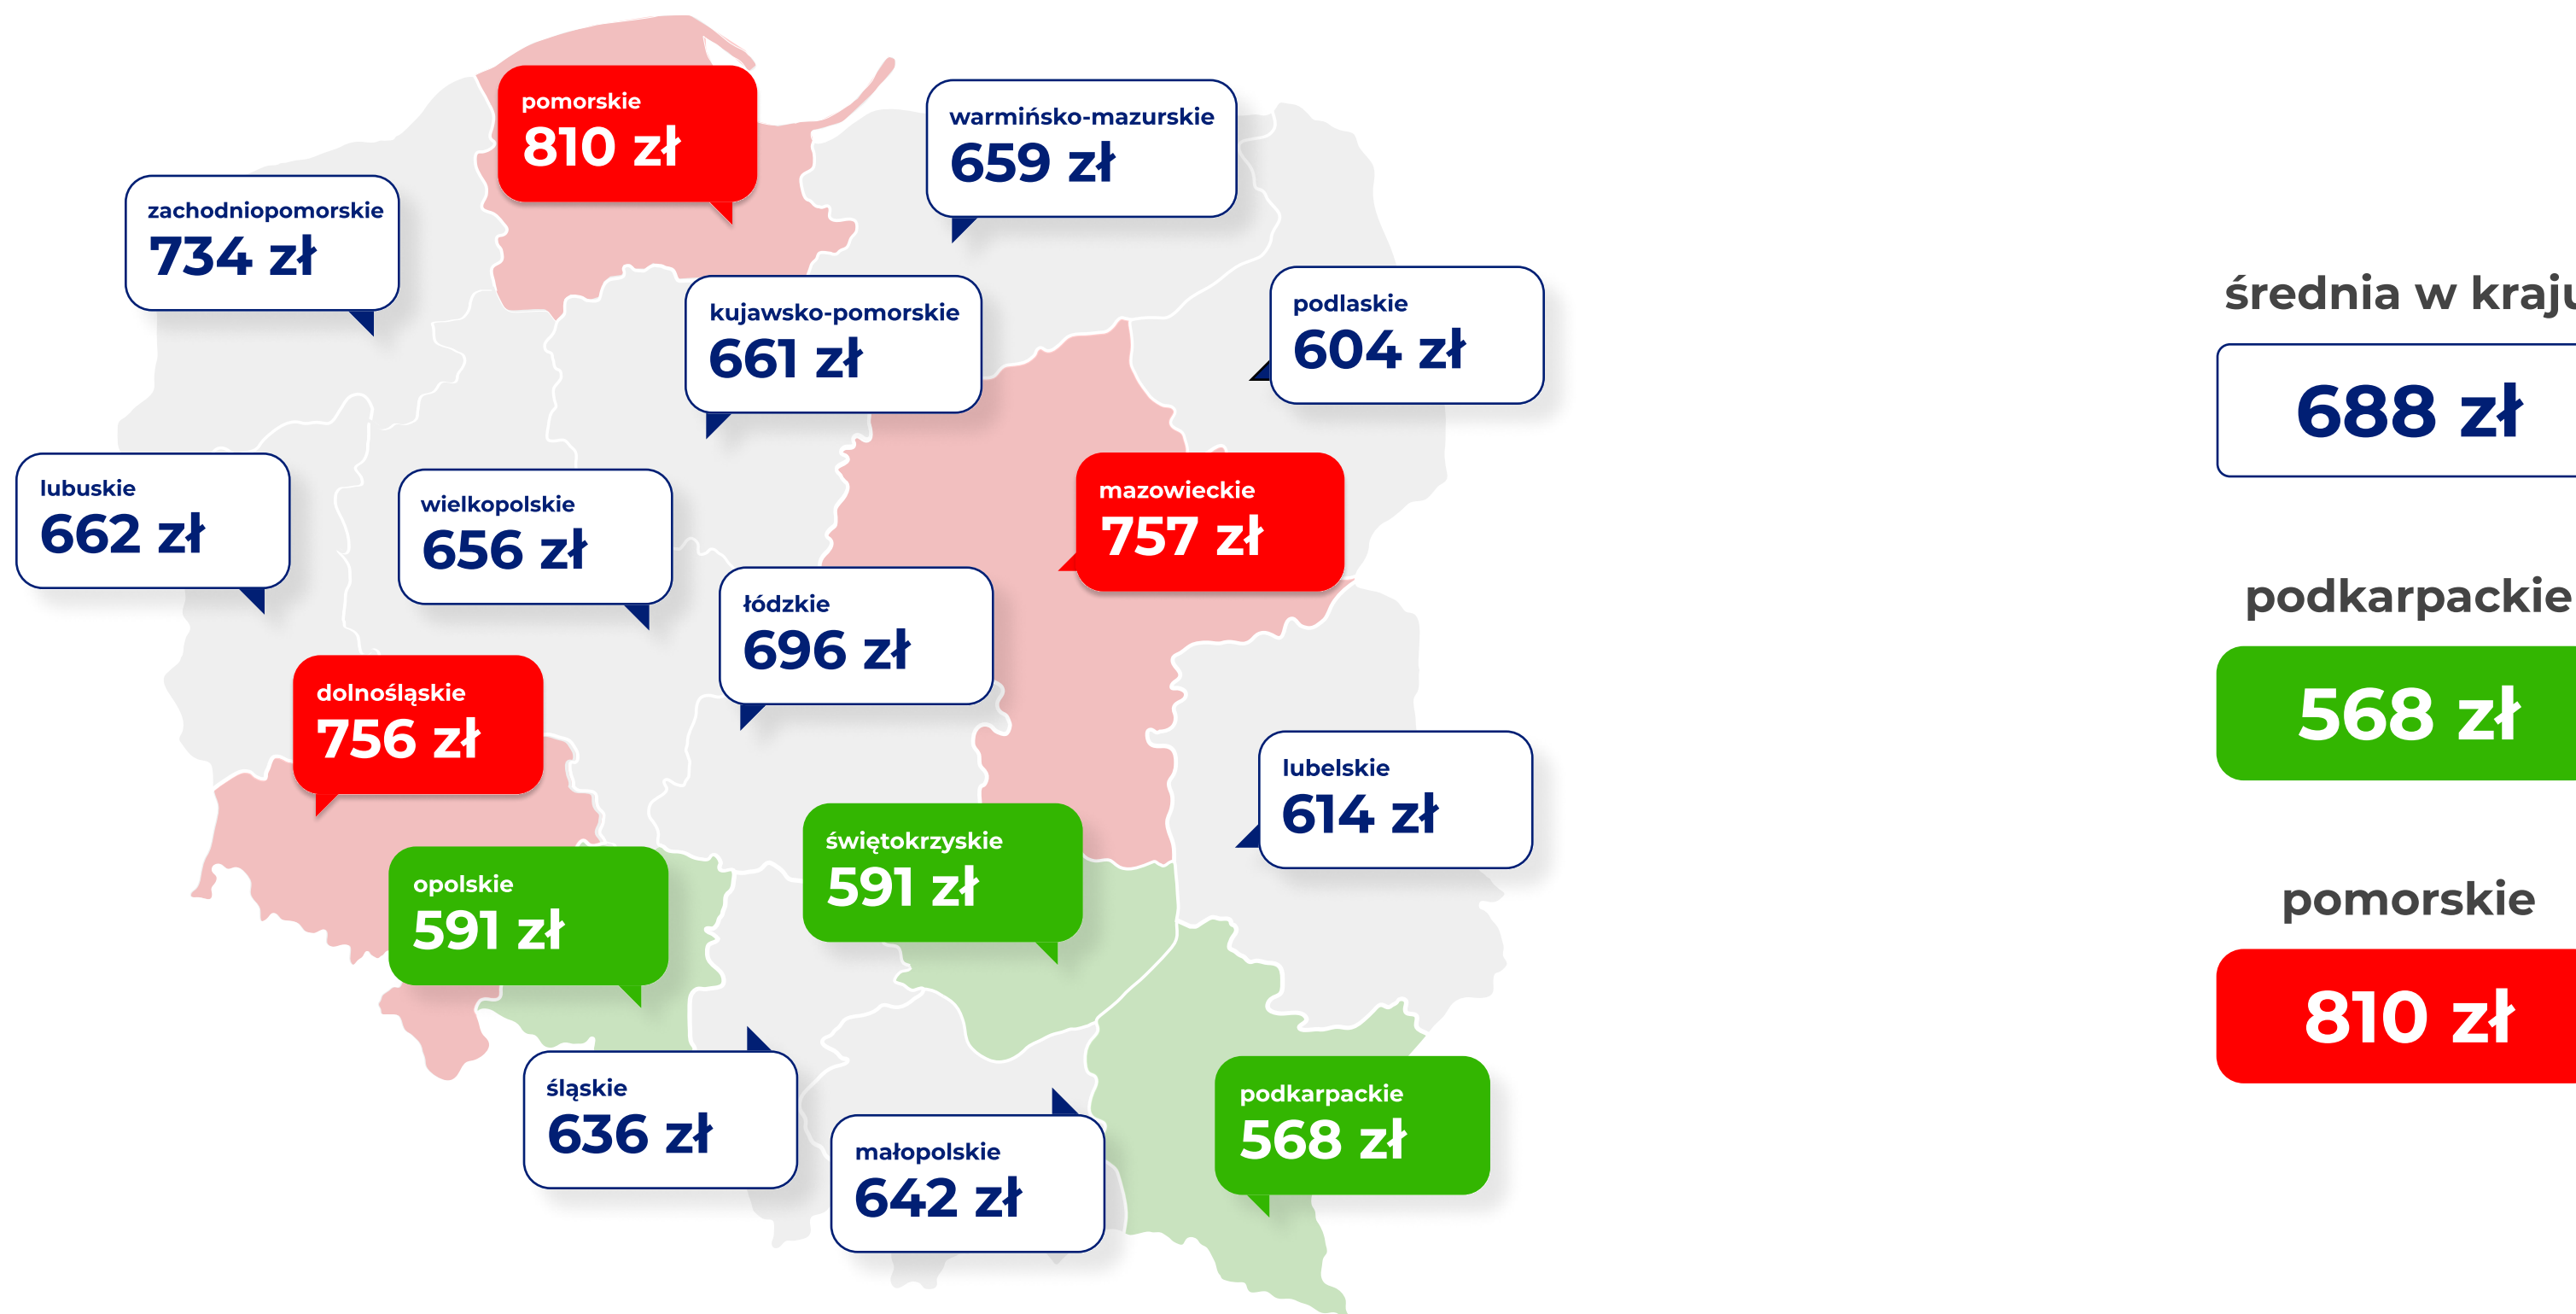 pomorskie
810 zł
warmińsko-mazurskie
659 zł
zachodniopomorskie
734 zł
kujawsko-pomorskie
661 zł
podlaskie
604 zł
lubuskie
662 zł
wielkopolskie
656 zł
mazowieckie
757 zł
łódzkie
696 zł
dolnośląskie
756 zł
lubelskie
614 zł
świętokrzyskie
591 zł
opolskie
591 zł
śląskie
636 zł
małopolskie
642 zł
podkarpackie
568 zł
średnia w kraju
688 zł
podkarpackie
568 zł
pomorskie
810 zł